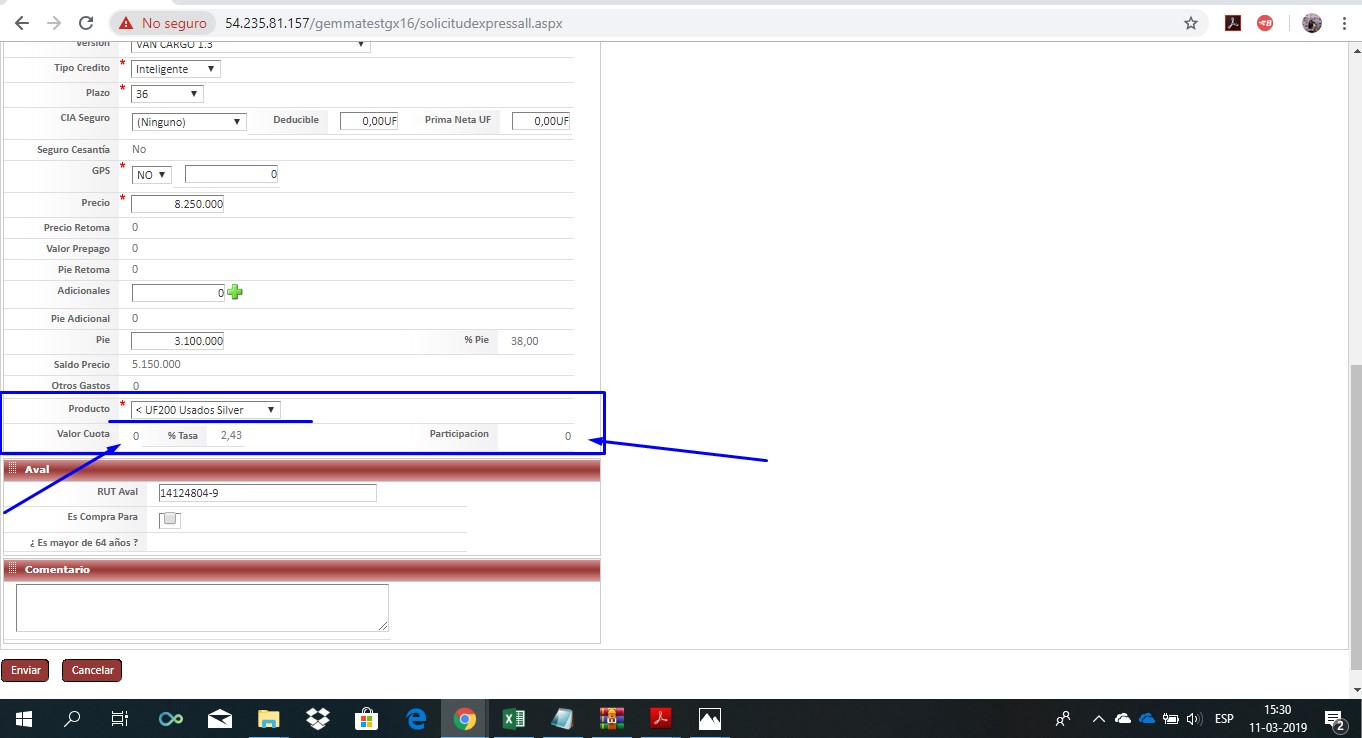 No seguro 54.235.81.157/gemmatestgx16/solicitudexpressall.aspx
Versión VAN CARGO 1.3
Tipo Credito * Inteligente
Plazo * 36
CIA Seguro (Ninguno) Deducible 0,00UF Prima Neta UF 0,00UF
Seguro Cesantía No
GPS * NO 0
Precio * 8.250.000
Precio Retoma 0
Valor Prepago 0
Pie Retoma 0
Adicionales 0
Pie Adicional 0
Pie 3.100.000 % Pie 38,00
Saldo Precio 5.150.000
Otros Gastos 0
Producto * < UF200 Usados Silver
Valor Cuota 0 % Tasa 2,43 Participacion 0
Aval
RUT Aval 14124804-9
Es Compra Para
¿ Es mayor de 64 años ?
Comentario
Enviar Cancelar
ESP 15:30
11-03-2019 2